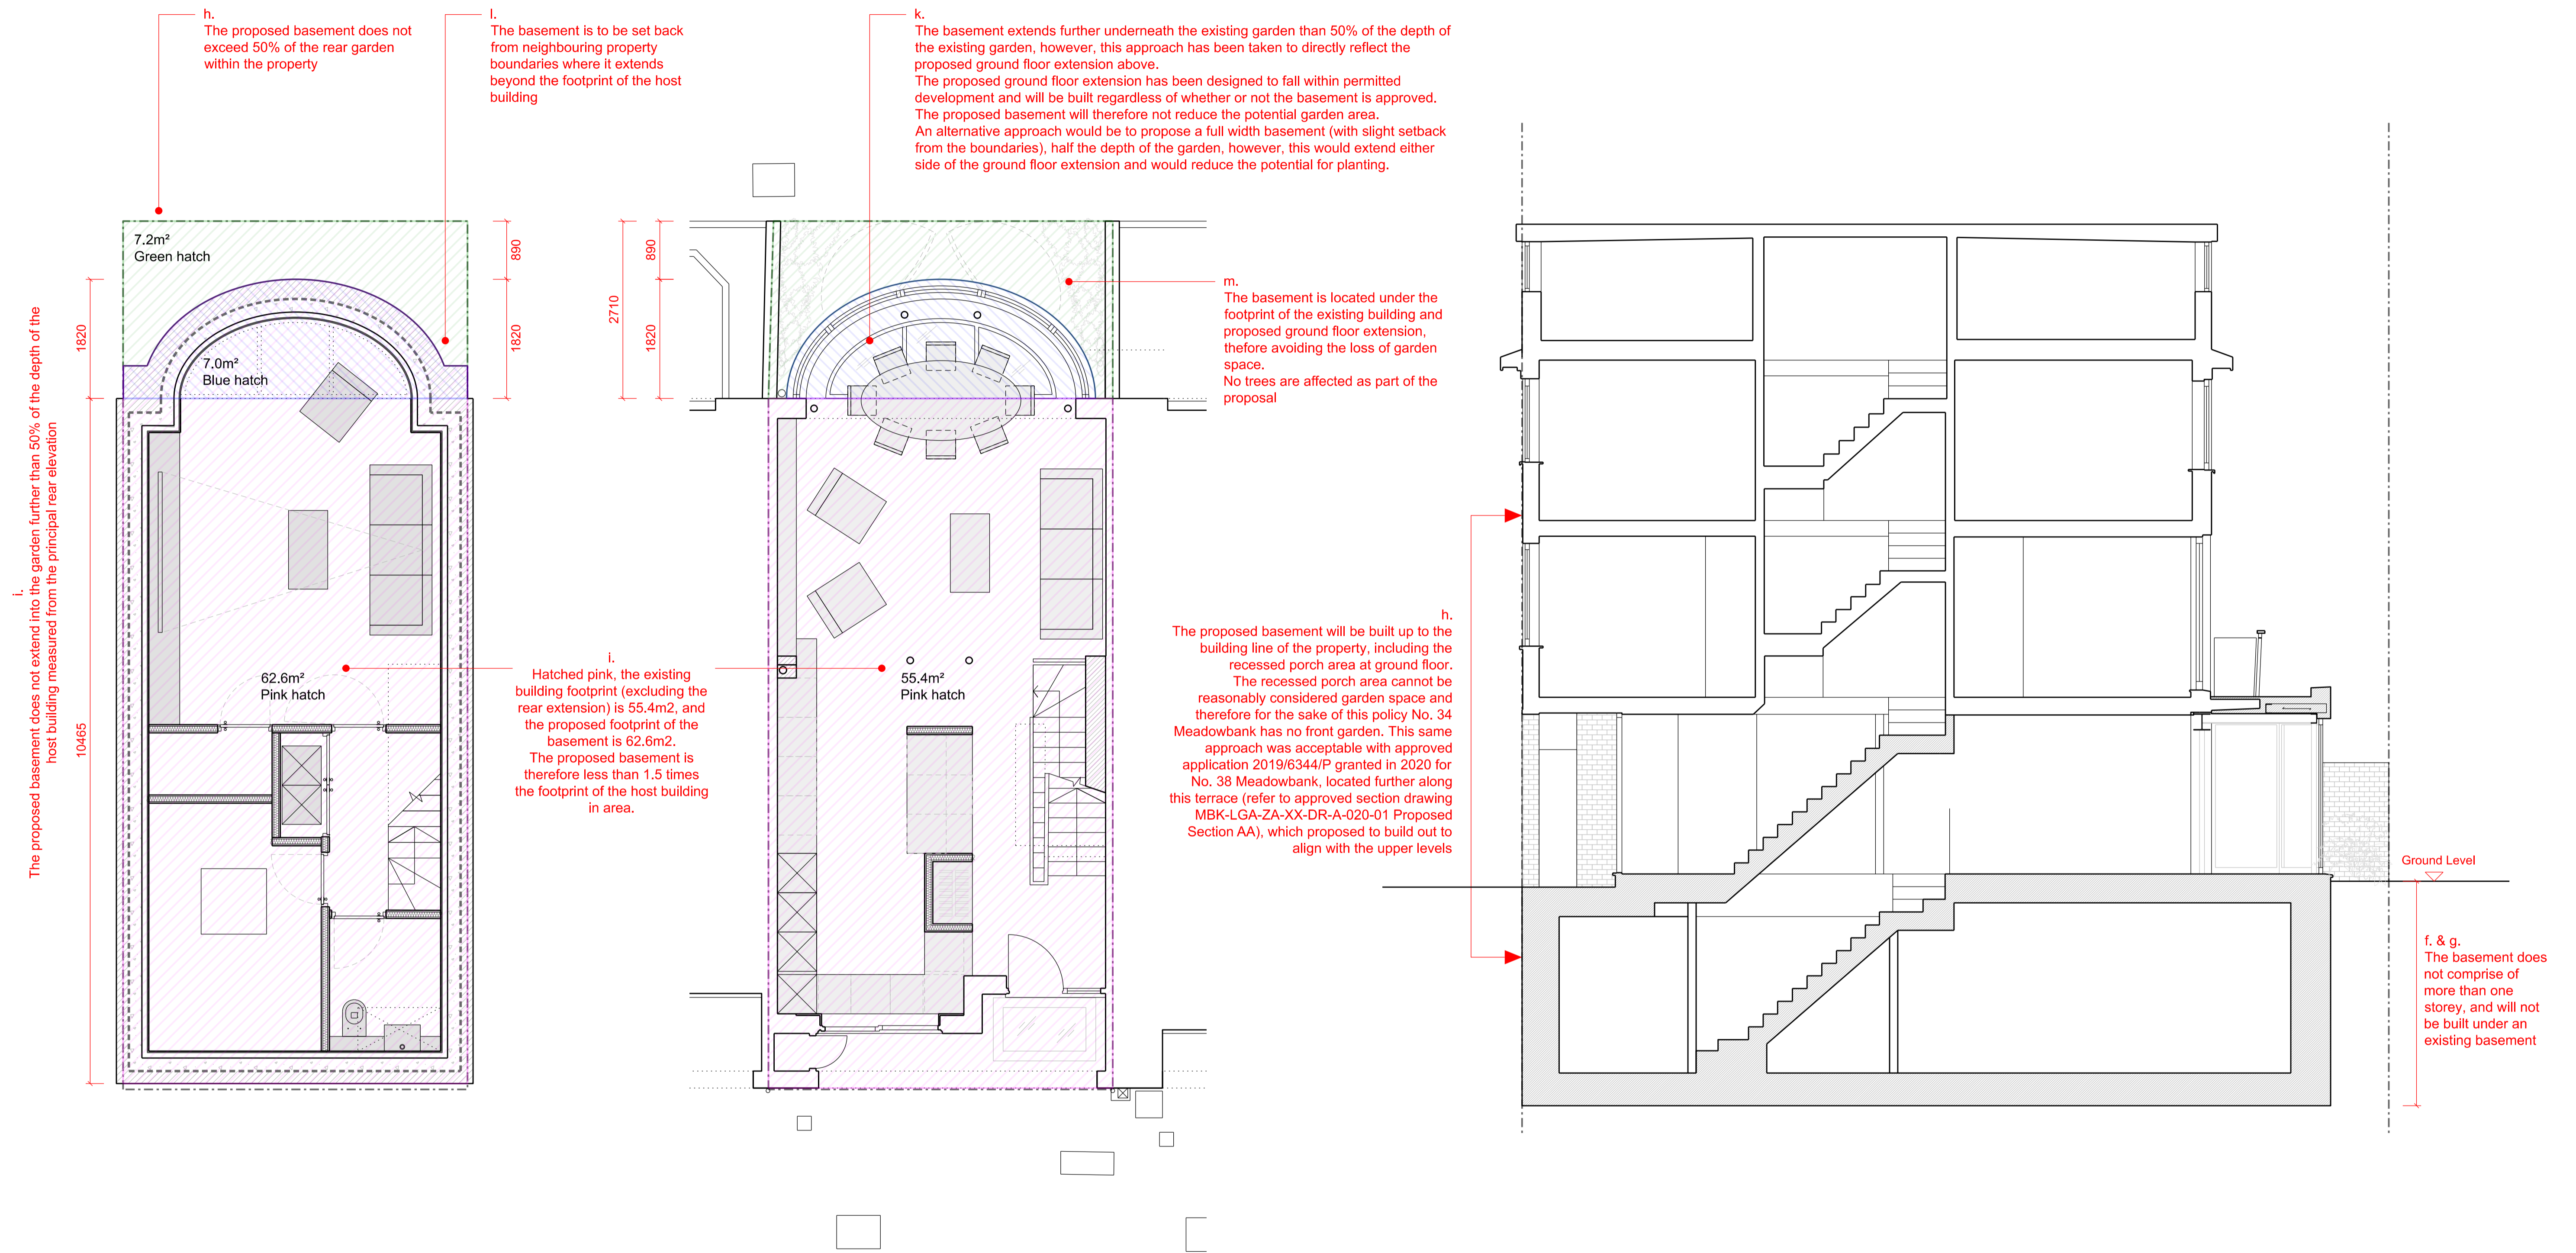 h.
The proposed basement does not
exceed 50% of the rear garden
within the property
l.
The basement is to be set back
from neighbouring property
boundaries where it extends
beyond the footprint of the host
building
k.
The basement extends further underneath the existing garden than 50% of the depth of
the existing garden, however, this approach has been taken to directly reflect the
proposed ground floor extension above.
The proposed ground floor extension has been designed to fall within permitted
development and will be built regardless of whether or not the basement is approved.
The proposed basement will therefore not reduce the potential garden area.
An alternative approach would be to propose a full width basement (with slight setback
from the boundaries), half the depth of the garden, however, this would extend either
side of the ground floor extension and would reduce the potential for planting.
7.2m²
Green hatch
7.0m²
Blue hatch
62.6m²
Pink hatch
1820
10465
890
1820
i.
The proposed basement does not extend into the garden further than 50% of the depth of the
host building measured from the principal rear elevation
2710
890
1820
m.
The basement is located under the
footprint of the existing building and
proposed ground floor extension,
thefore avoiding the loss of garden
space.
No trees are affected as part of the
proposal
i.
Hatched pink, the existing
building footprint (excluding the
rear extension) is 55.4m2, and
the proposed footprint of the
basement is 62.6m2.
The proposed basement is
therefore less than 1.5 times
the footprint of the host building
in area.
55.4m²
Pink hatch
h.
The proposed basement will be built up to the
building line of the property, including the
recessed porch area at ground floor.
The recessed porch area cannot be
reasonably considered garden space and
therefore for the sake of this policy No. 34
Meadowbank has no front garden. This same
approach was acceptable with approved
application 2019/6344/P granted in 2020 for
No. 38 Meadowbank, located further along
this terrace (refer to approved section drawing
MBK-LGA-ZA-XX-DR-A-020-01 Proposed
Section AA), which proposed to build out to
align with the upper levels
Ground Level
f. & g.
The basement does
not comprise of
more than one
storey, and will not
be built under an
existing basement